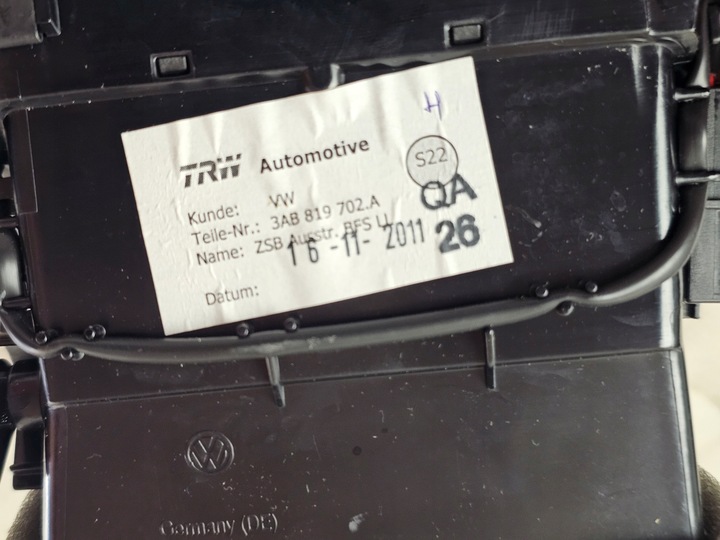 H
TRW Automotive
S22
Kunde: VW
QA
Teile-Nr.: 3AB 819 702.A
Name: ZSB Ausstr. BFS U
26
16-11-2011
Datum:
VW
Germany (DE)